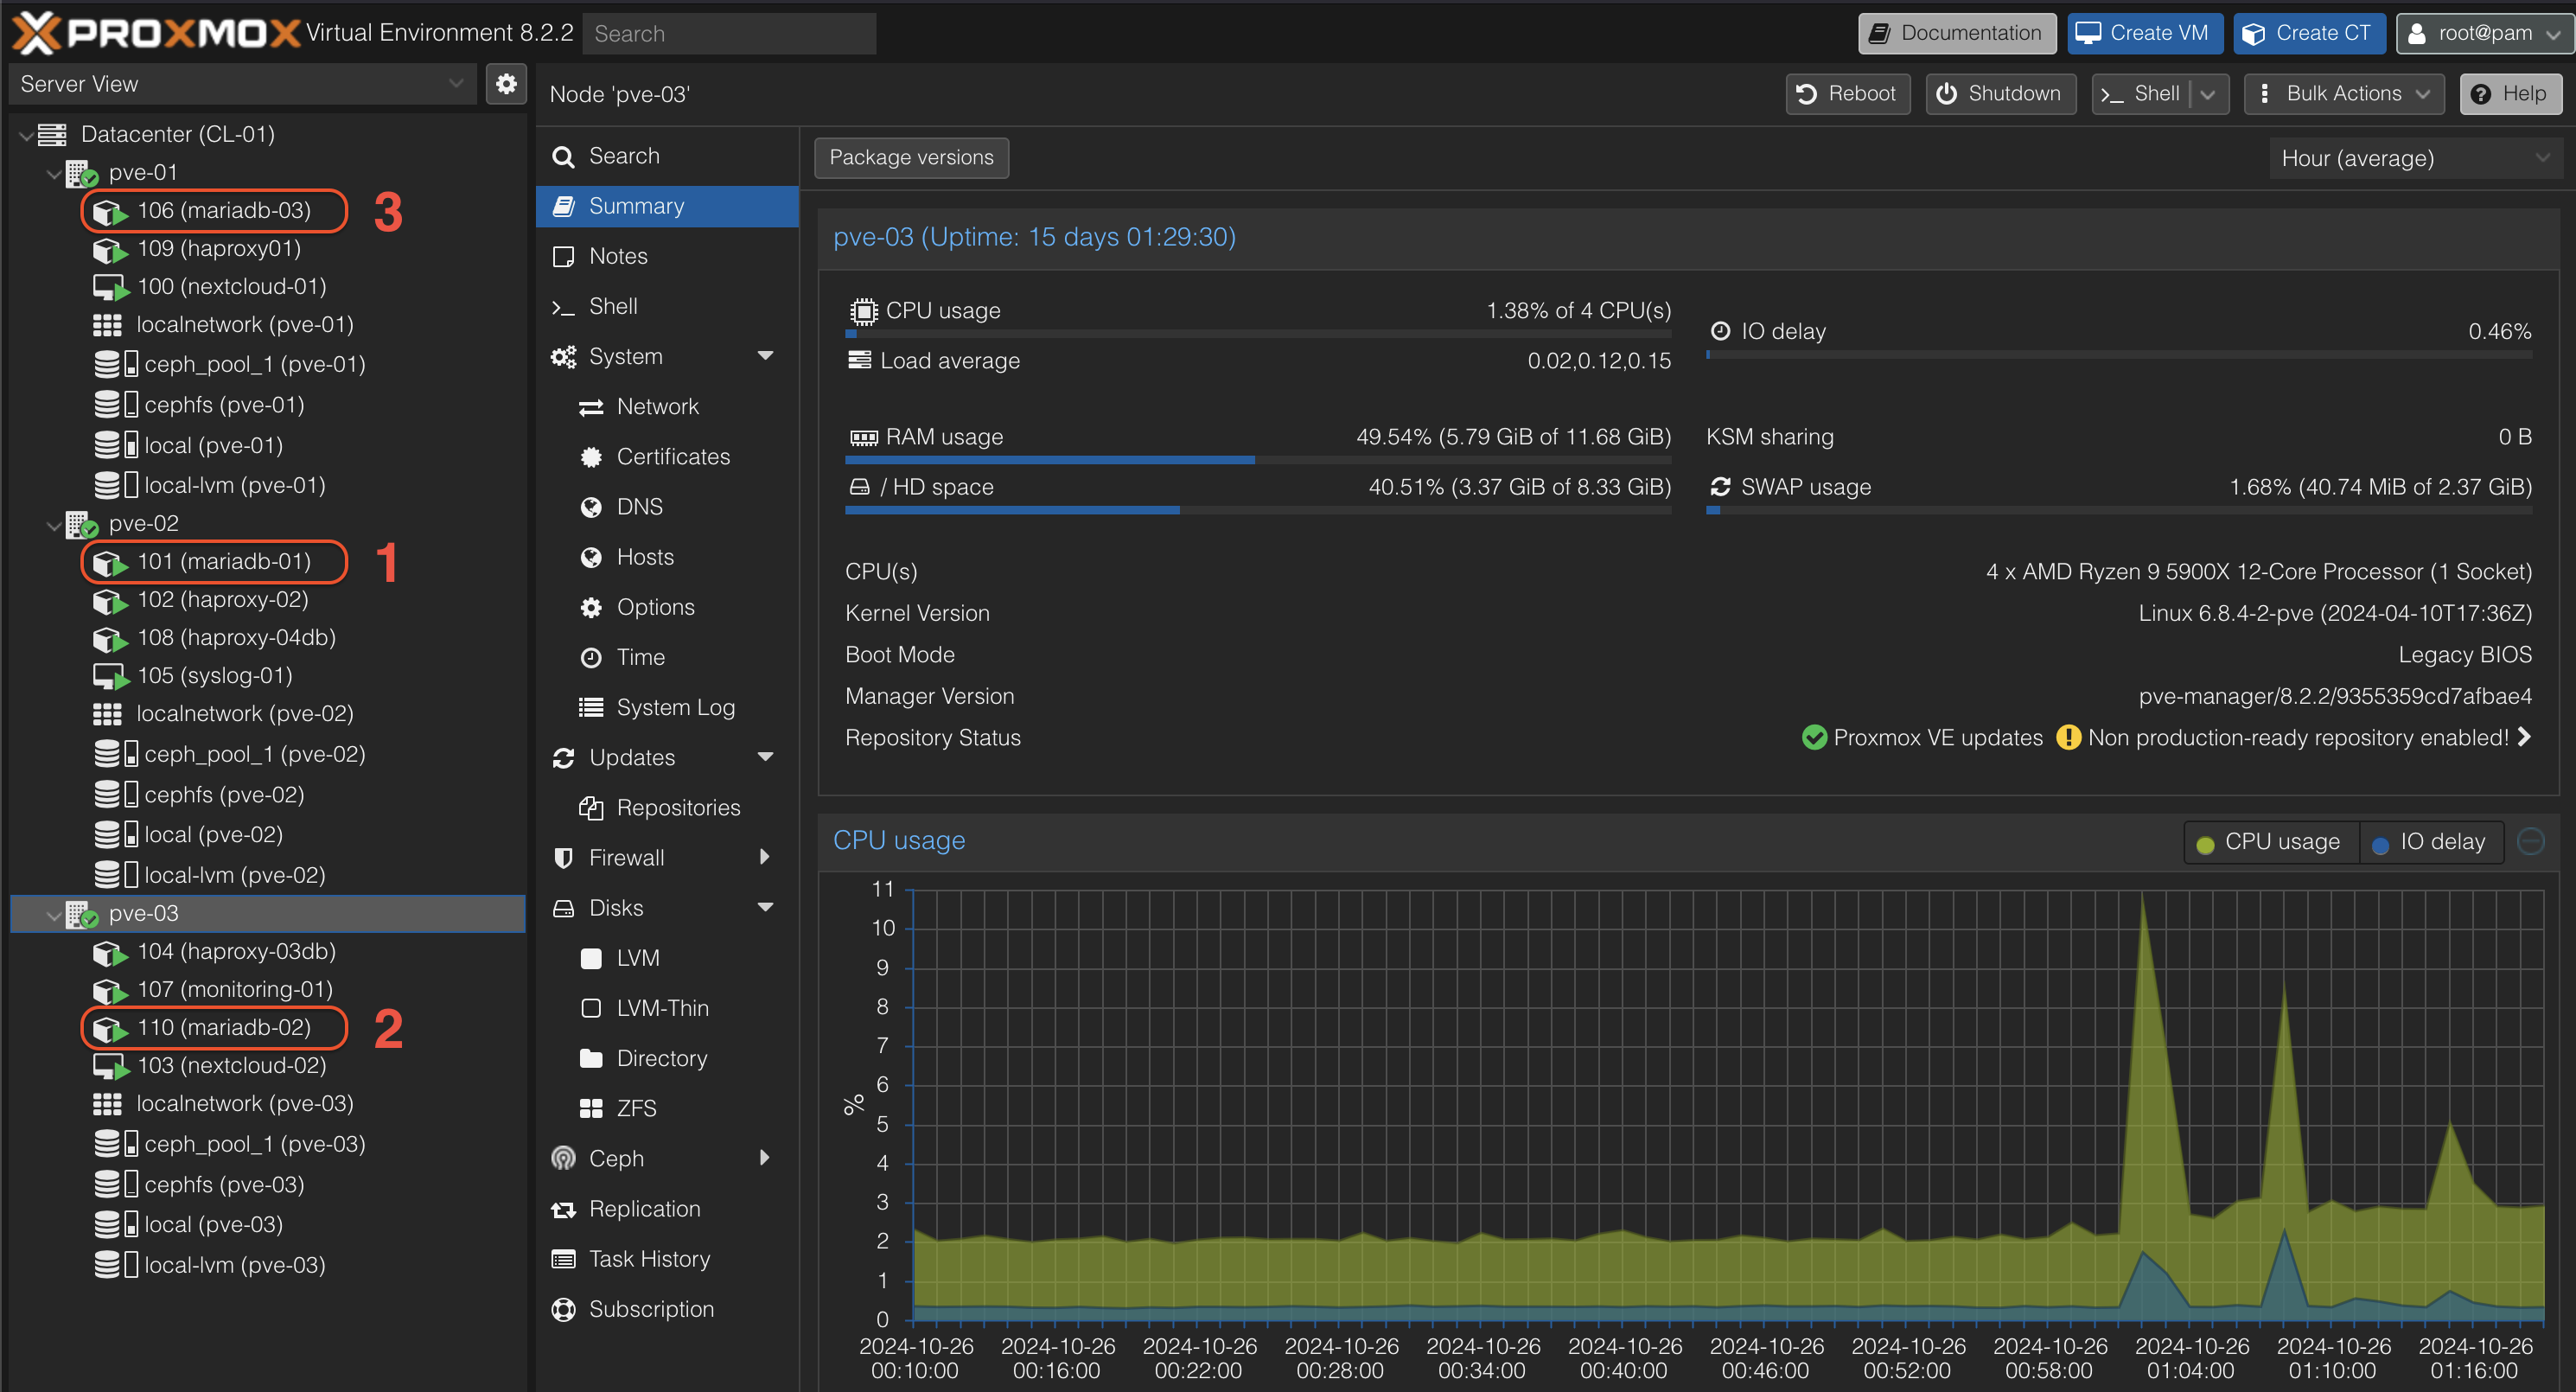 PROXMOX Virtual Environment 8.2.2 Search Documentation Create VM Create CT root@pam
Server View
Node 'pve-03' Reboot Shutdown Shell Bulk Actions Help
Datacenter (CL-01)
pve-01
106 (mariadb-03) 3
109 (haproxy01)
100 (nextcloud-01)
localnetwork (pve-01)
ceph_pool_1 (pve-01)
cephfs (pve-01)
local (pve-01)
local-lvm (pve-01)
pve-02
101 (mariadb-01) 1
102 (haproxy-02)
108 (haproxy-04db)
105 (syslog-01)
localnetwork (pve-02)
ceph_pool_1 (pve-02)
cephfs (pve-02)
local (pve-02)
local-lvm (pve-02)
pve-03
104 (haproxy-03db)
107 (monitoring-01)
110 (mariadb-02) 2
103 (nextcloud-02)
localnetwork (pve-03)
ceph_pool_1 (pve-03)
cephfs (pve-03)
local (pve-03)
local-lvm (pve-03)
Search
Summary
Notes
Shell
System
Network
Certificates
DNS
Hosts
Options
Time
System Log
Updates
Repositories
Firewall
Disks
LVM
LVM-Thin
Directory
ZFS
Ceph
Replication
Task History
Subscription
Package versions Hour (average)
pve-03 (Uptime: 15 days 01:29:30)
CPU usage 1.38% of 4 CPU(s)
IO delay 0.46%
Load average 0.02,0.12,0.15
RAM usage 49.54% (5.79 GiB of 11.68 GiB) KSM sharing 0 B
/ HD space 40.51% (3.37 GiB of 8.33 GiB) SWAP usage 1.68% (40.74 MiB of 2.37 GiB)
CPU(s) 4 x AMD Ryzen 9 5900X 12-Core Processor (1 Socket)
Kernel Version Linux 6.8.4-2-pve (2024-04-10T17:36Z)
Boot Mode Legacy BIOS
Manager Version pve-manager/8.2.2/9355359cd7afbae4
Repository Status Proxmox VE updates Non production-ready repository enabled!
CPU usage CPU usage IO delay
11
10
9
8
7
6
%
5
4
3
2
1
0
2024-10-26 2024-10-26 2024-10-26 2024-10-26 2024-10-26 2024-10-26 2024-10-26 2024-10-26 2024-10-26 2024-10-26 2024-10-26 2024-10-26
00:10:00 00:16:00 00:22:00 00:28:00 00:34:00 00:40:00 00:46:00 00:52:00 00:58:00 01:04:00 01:10:00 01:16:00